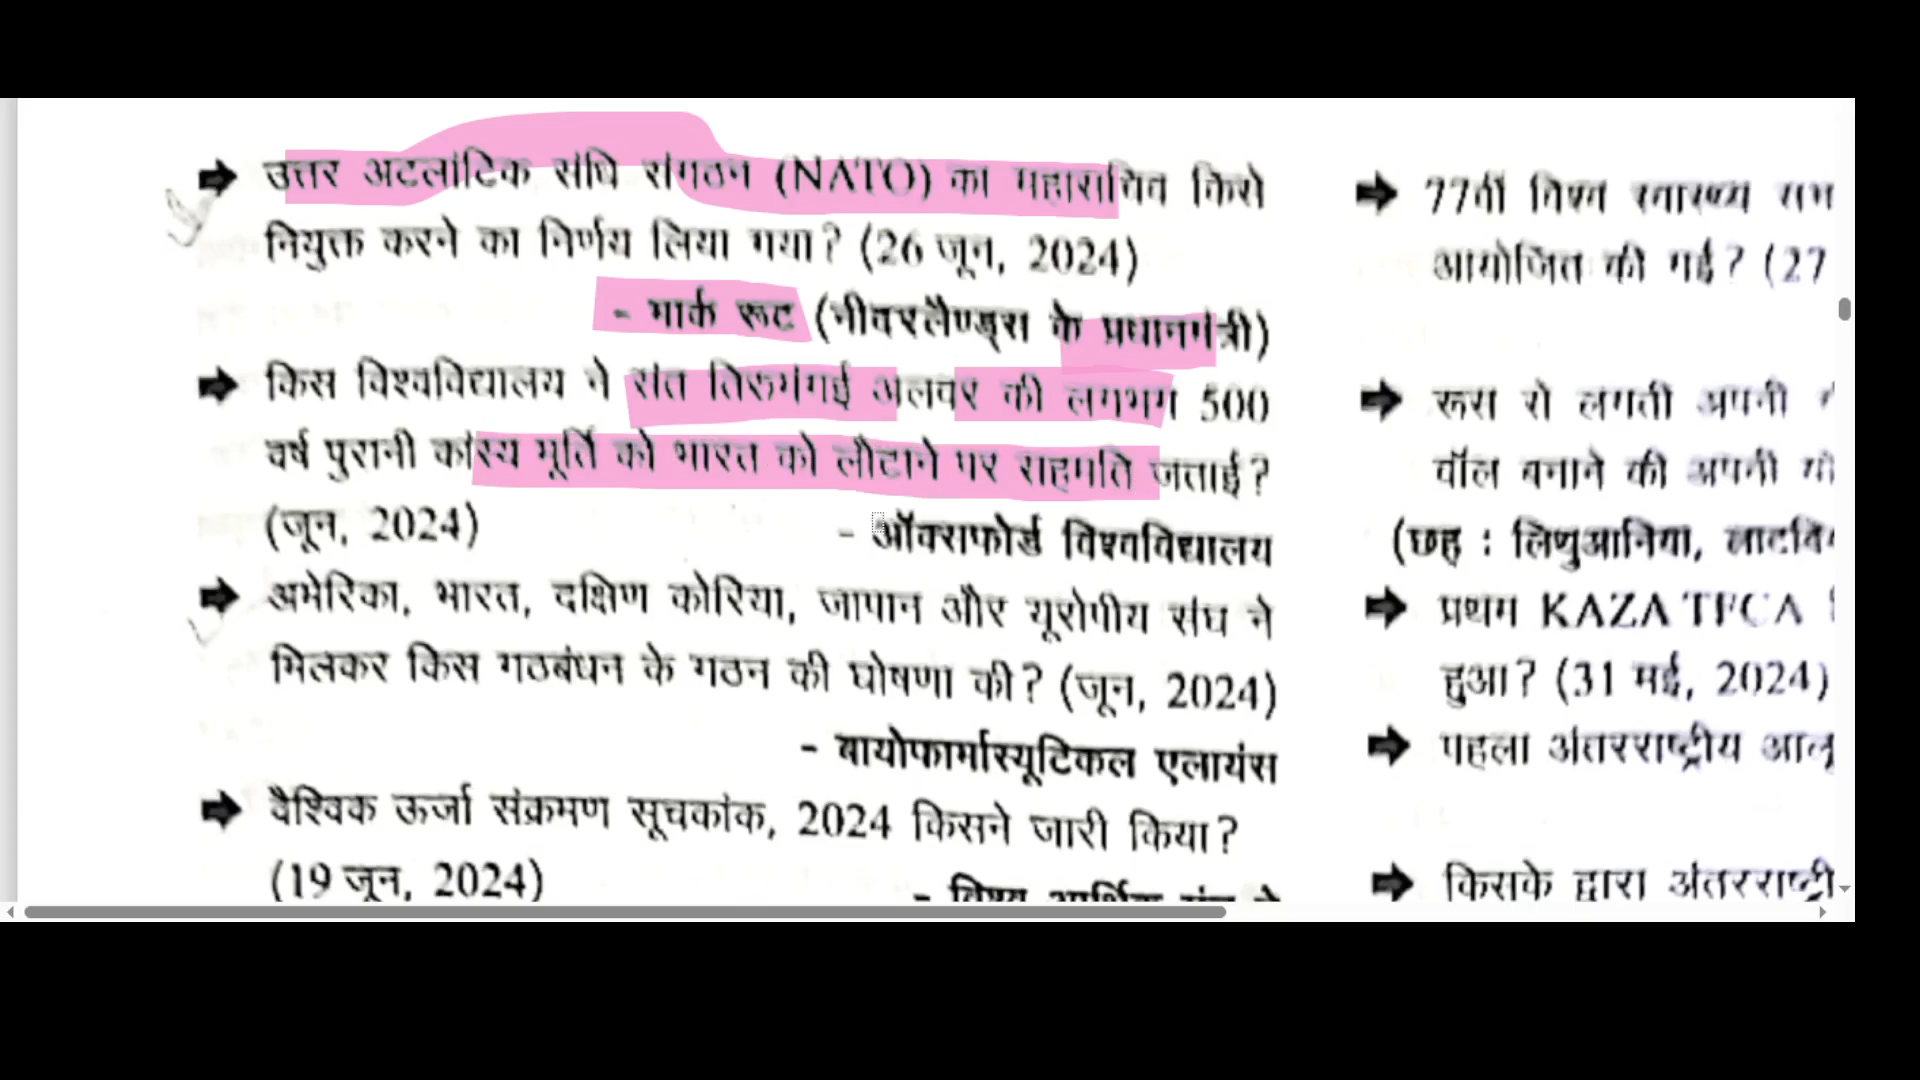 उत्तर अटलांटिक संधि संगठन (NATO) का महासचिव किसे
नियुक्त करने का निर्णय लिया गया? (26 जून, 2024)
- मार्क रूट (नीदरलैण्ड्स के प्रधानमंत्री)
किस विश्वविद्यालय ने संत तिरुमंगई अलवर की लगभग 500
वर्ष पुरानी कांस्य मूर्ति को भारत को लौटाने पर सहमति जताई?
(जून, 2024) - ऑक्सफोर्ड विश्वविद्यालय
अमेरिका, भारत, दक्षिण कोरिया, जापान और यूरोपीय संघ ने
मिलकर किस गठबंधन के गठन की घोषणा की? (जून, 2024)
- बायोफार्मास्यूटिकल एलायंस
वैश्विक ऊर्जा संक्रमण सूचकांक, 2024 किसने जारी किया?
(19 जून, 2024)
77वीं विश्व स्वास्थ्य
आयोजित की गई? (27
रूस से लगती अपनी
वॉल बनाने की अपनी
(छह : लिथुआनिया,
प्रथम KAZA TFCA
हुआ? (31 मई, 2024)
पहला अंतरराष्ट्रीय आलू
किसके द्वारा